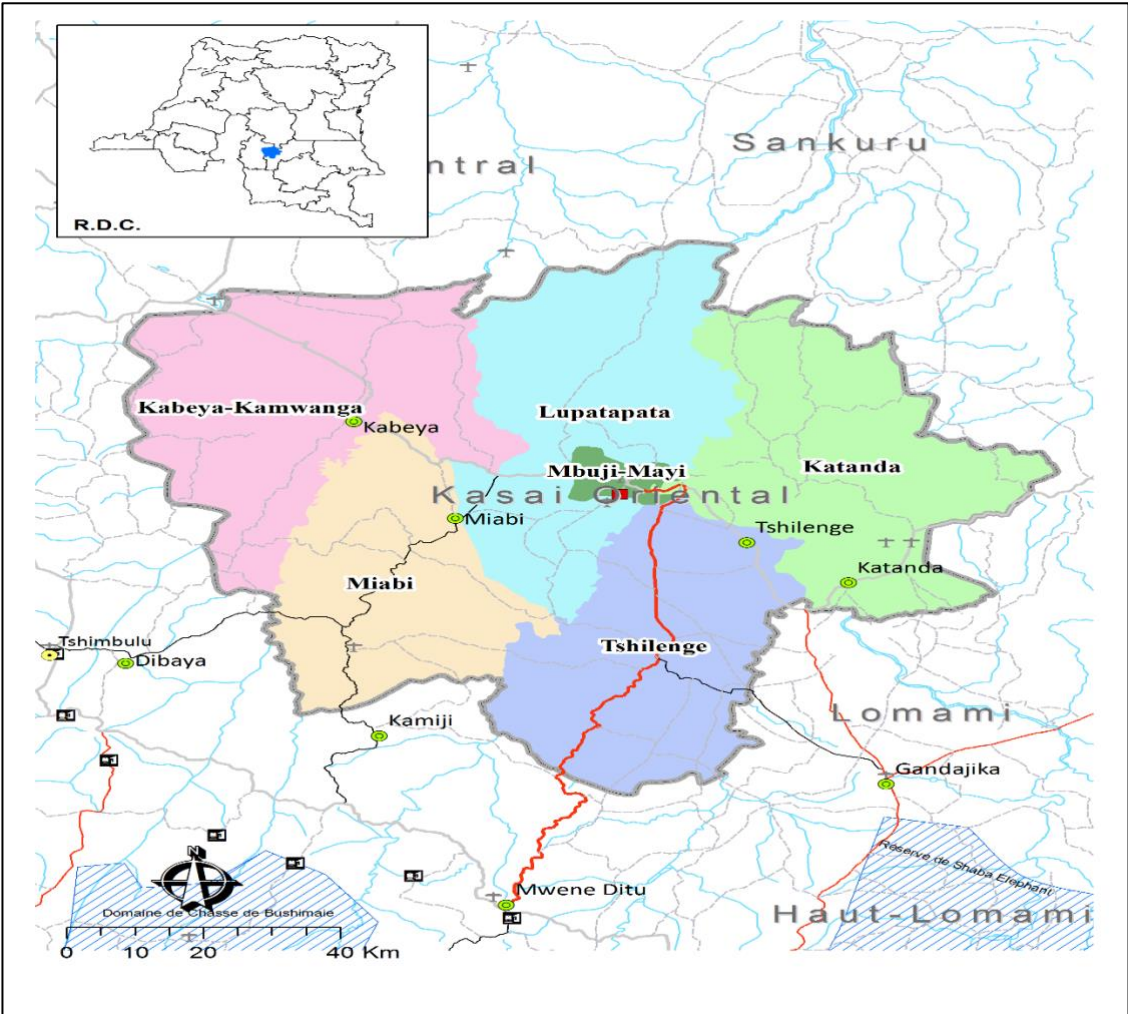 R.D.C.
ntral
Sankuru
Kabeya-Kamwanga
Kabeya
Lupatapata
Mbuji-Mayi
Katanda
Kasai Oriental
Miabi
Tshilenge
Katanda
Miabi
Tshilenge
Tshimbulu
Dibaya
Kamiji
Lomami
Gandajika
N
Réserve de Shaba Elephant
Mwene Ditu
Domaine de Chasse de Bushimaie
Haut-Lomami
0 10 20 40 Km